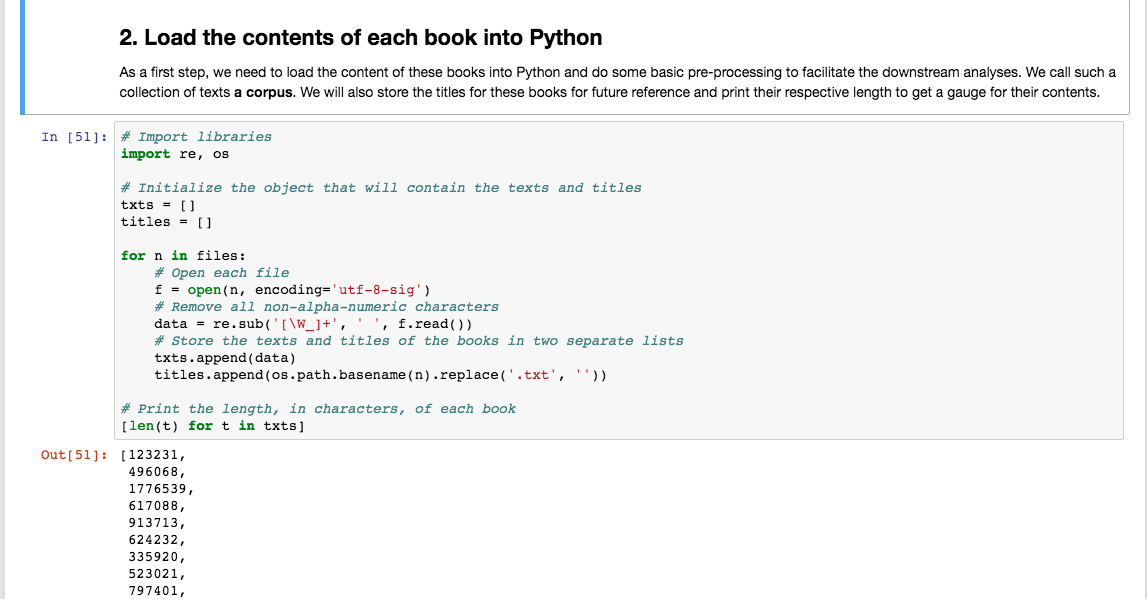 2. Load the contents of each book into Python
As a first step, we need to load the content of these books into Python and do some basic pre-processing to facilitate the downstream analyses. We call such a
collection of texts a corpus. We will also store the titles for these books for future reference and print their respective length to get a gauge for their contents.
In [51]: # Import libraries
import re, os

# Initialize the object that will contain the texts and titles
txts = []
titles = []

for n in files:
    # Open each file
    f = open(n, encoding='utf-8-sig')
    # Remove all non-alpha-numeric characters
    data = re.sub('[\W_]+', ' ', f.read())
    # Store the texts and titles of the books in two separate lists
    txts.append(data)
    titles.append(os.path.basename(n).replace('.txt', ''))

# Print the length, in characters, of each book
[len(t) for t in txts]
Out[51]: [123231,
496068,
1776539,
617088,
913713,
624232,
335920,
523021,
797401,